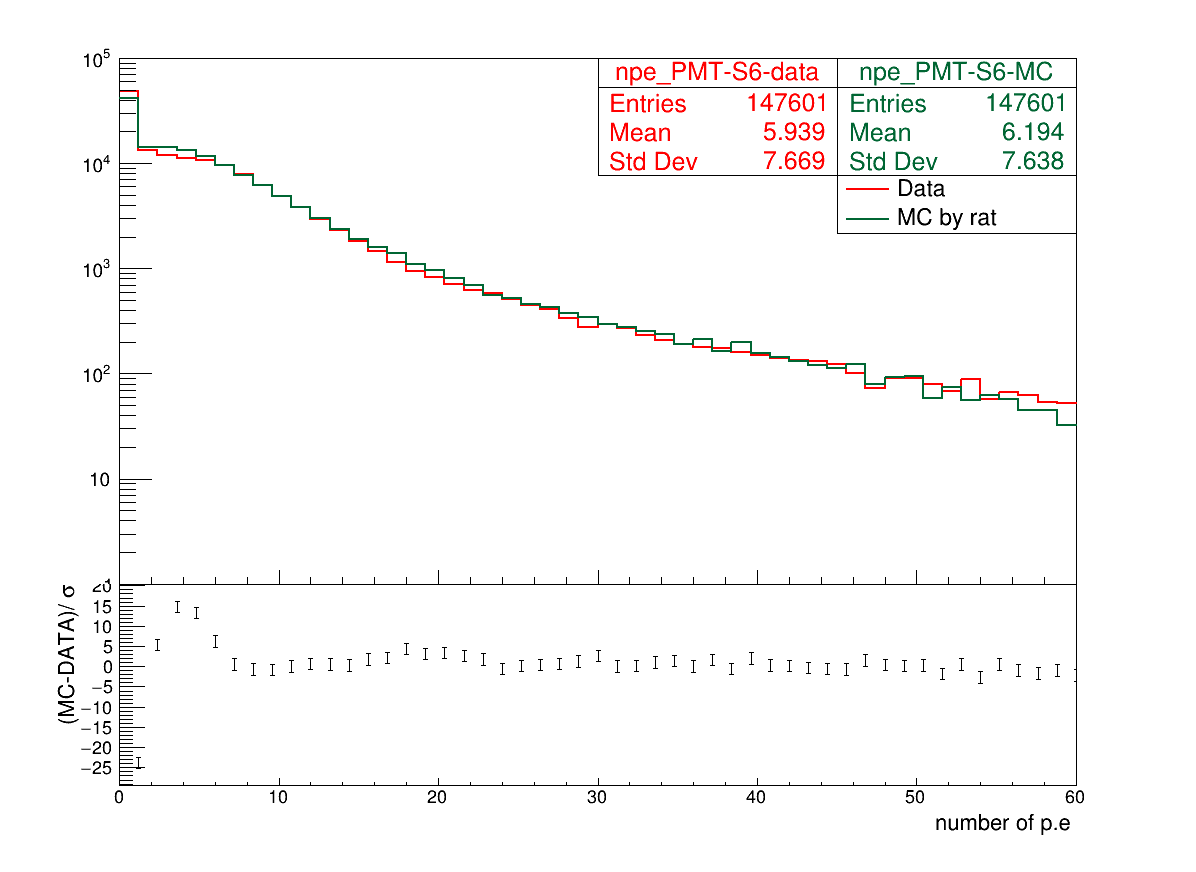 10^5
10^4
10^3
10^2
10
npe_PMT-S6-data
Entries 147601
Mean 5.939
Std Dev 7.669
npe_PMT-S6-MC
Entries 147601
Mean 6.194
Std Dev 7.638
Data
MC by rat
(MC-DATA)/ σ
20
15
10
5
0
−5
−10
−15
−20
−25
0 10 20 30 40 50 60
number of p.e